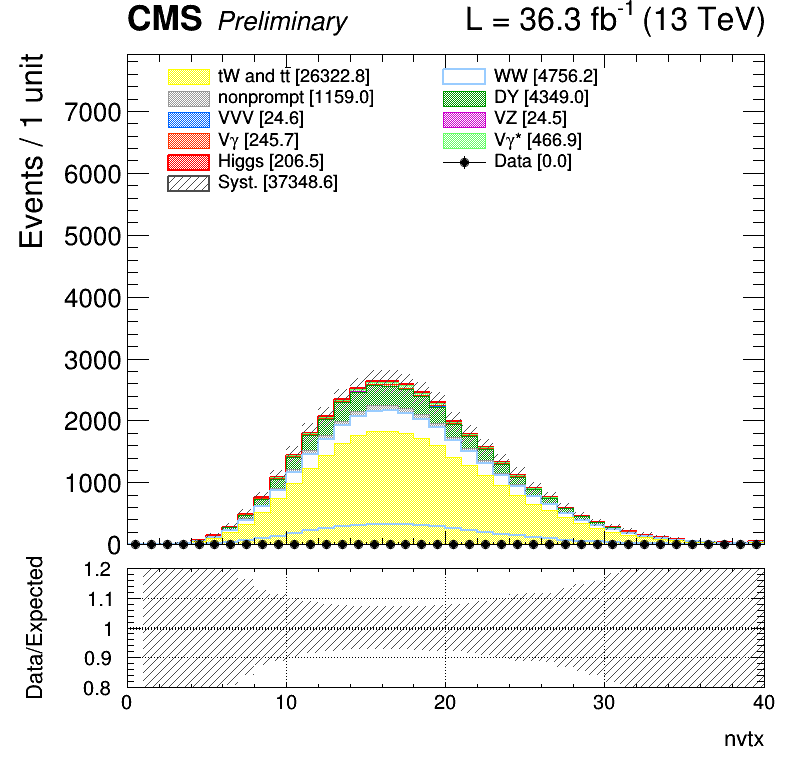 CMS Preliminary L = 36.3 fb⁻¹ (13 TeV)
Events / 1 unit
tW and tt̄ [26322.8] WW [4756.2]
nonprompt [1159.0] DY [4349.0]
VVV [24.6] VZ [24.5]
Vγ [245.7] Vγ* [466.9]
Higgs [206.5] Data [0.0]
Syst. [37348.6]
7000
6000
5000
4000
3000
2000
1000
0
Data/Expected
1.2
1.1
1
0.9
0.8
0 10 20 30 40
nvtx